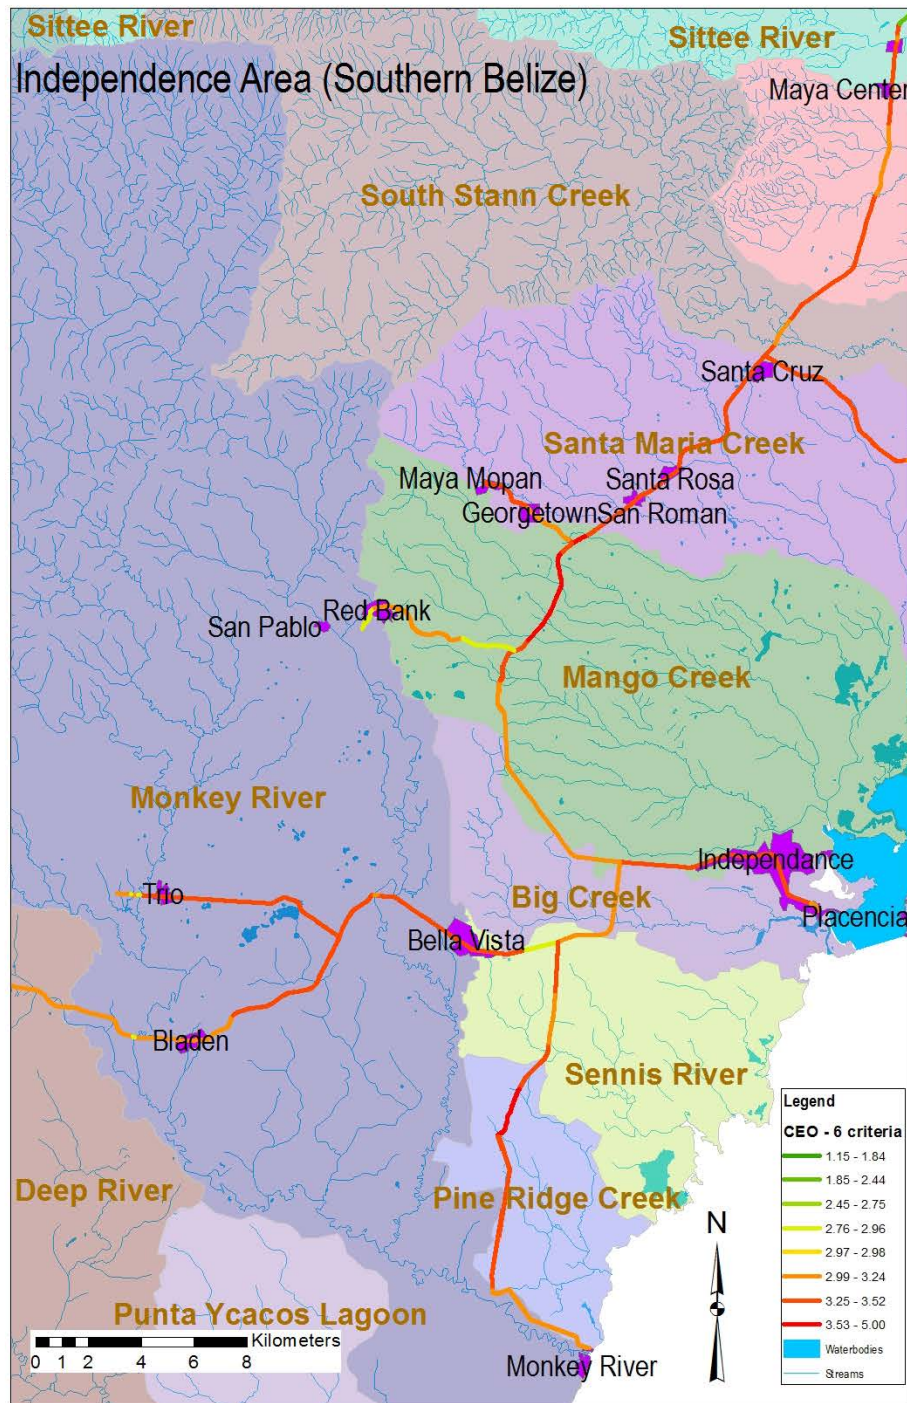 Sittee River
Sittee River
Independence Area (Southern Belize)
Maya Center
South Stann Creek
Santa Cruz
Santa Maria Creek
Maya Mopan
Santa Rosa
Georgetown
San Roman
Red Bank
San Pablo
Mango Creek
Monkey River
Independance
Trio
Big Creek
Placencia
Bella Vista
Bladen
Sennis River
Deep River
Pine Ridge Creek
Punta Ycacos Lagoon
Monkey River
Kilometers
0 1 2 4 6 8
N
Legend
CEO - 6 criteria
1.15 - 1.84
1.85 - 2.44
2.45 - 2.75
2.76 - 2.96
2.97 - 2.98
2.99 - 3.24
3.25 - 3.52
3.53 - 5.00
Waterbodies
Streams